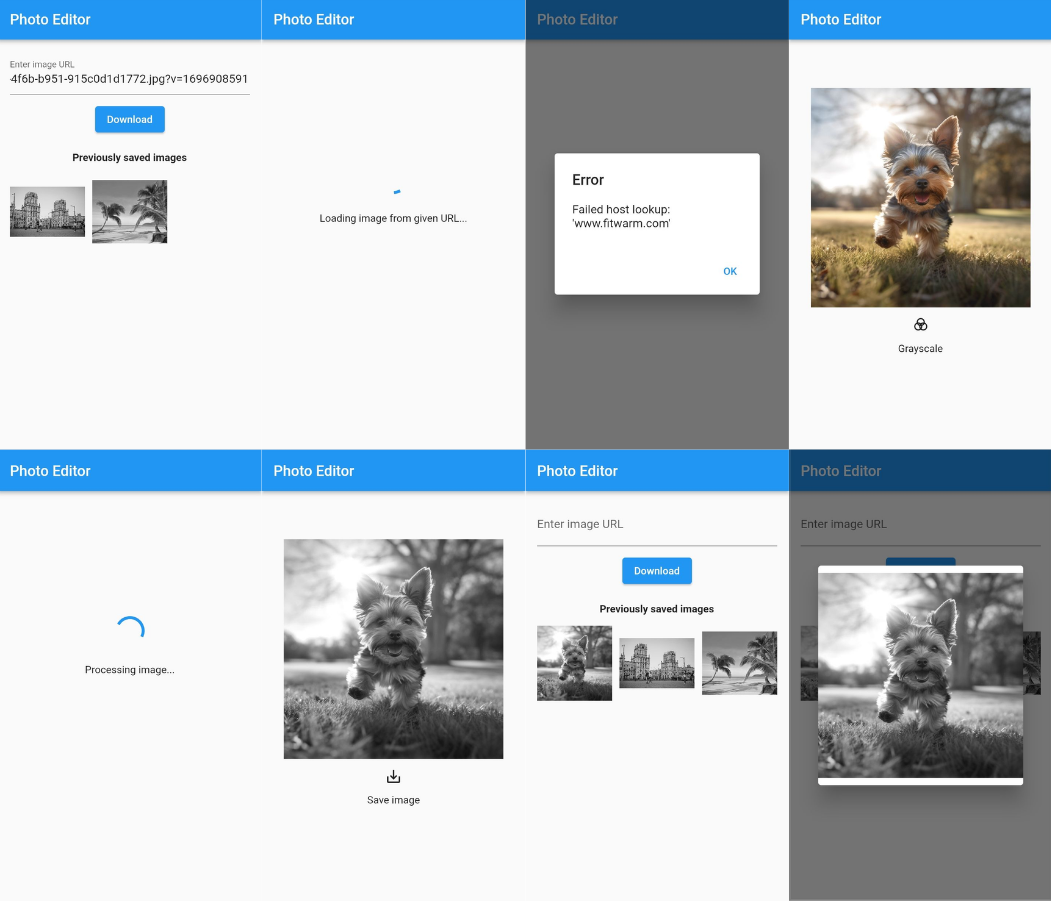 Photo Editor
Enter image URL
4f6b-b951-915c0d1d1772.jpg?v=1696908591
Download
Previously saved images
Photo Editor
Loading image from given URL...
Photo Editor
Error
Failed host lookup:
'www.fitwarm.com'
OK
Photo Editor
Grayscale
Photo Editor
Processing image...
Photo Editor
Save image
Photo Editor
Enter image URL
Download
Previously saved images
Photo Editor
Enter image URL